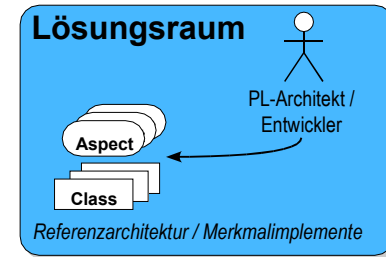 Lösungsraum
PL-Architekt /
Entwickler
Aspect
Class
Referenzarchitektur / Merkmalimplemente